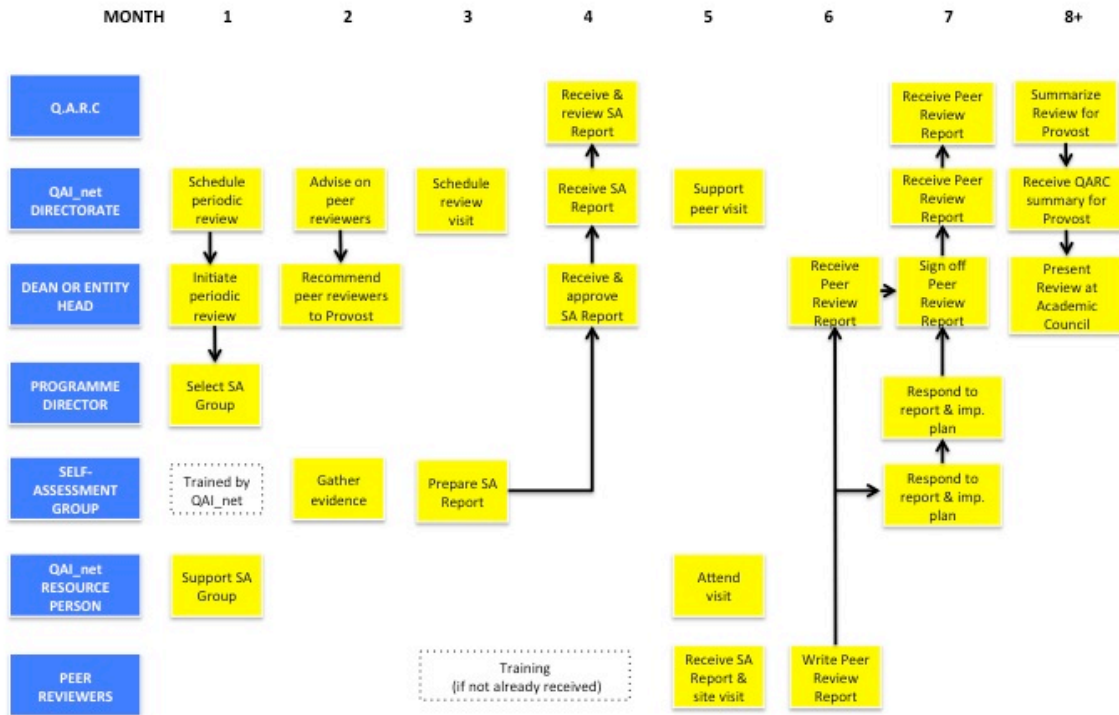 MONTH 1 2 3 4 5 6 7 8+
Q.A.R.C
Receive &
review SA
Report
Receive Peer
Review
Report
Summarize
Review for
Provost
QAI_net
DIRECTORATE
Schedule
periodic
review
Advise on
peer
reviewers
Schedule
review
visit
Receive SA
Report
Support
peer visit
Receive Peer
Review
Report
Receive QARC
summary for
Provost
DEAN OR ENTITY
HEAD
Initiate
periodic
review
Recommend
peer reviewers
to Provost
Receive &
approve
SA Report
Receive
Peer
Review
Report
Sign off
Peer
Review
Report
Present
Review at
Academic
Council
PROGRAMME
DIRECTOR
Select SA
Group
Respond to
report & imp.
plan
SELF-
ASSESSMENT
GROUP
Trained by
QAI_net
Gather
evidence
Prepare SA
Report
Respond to
report & imp.
plan
QAI_net
RESOURCE
PERSON
Support SA
Group
Attend
visit
PEER
REVIEWERS
Training
(if not already received)
Receive SA
Report &
site visit
Write Peer
Review
Report